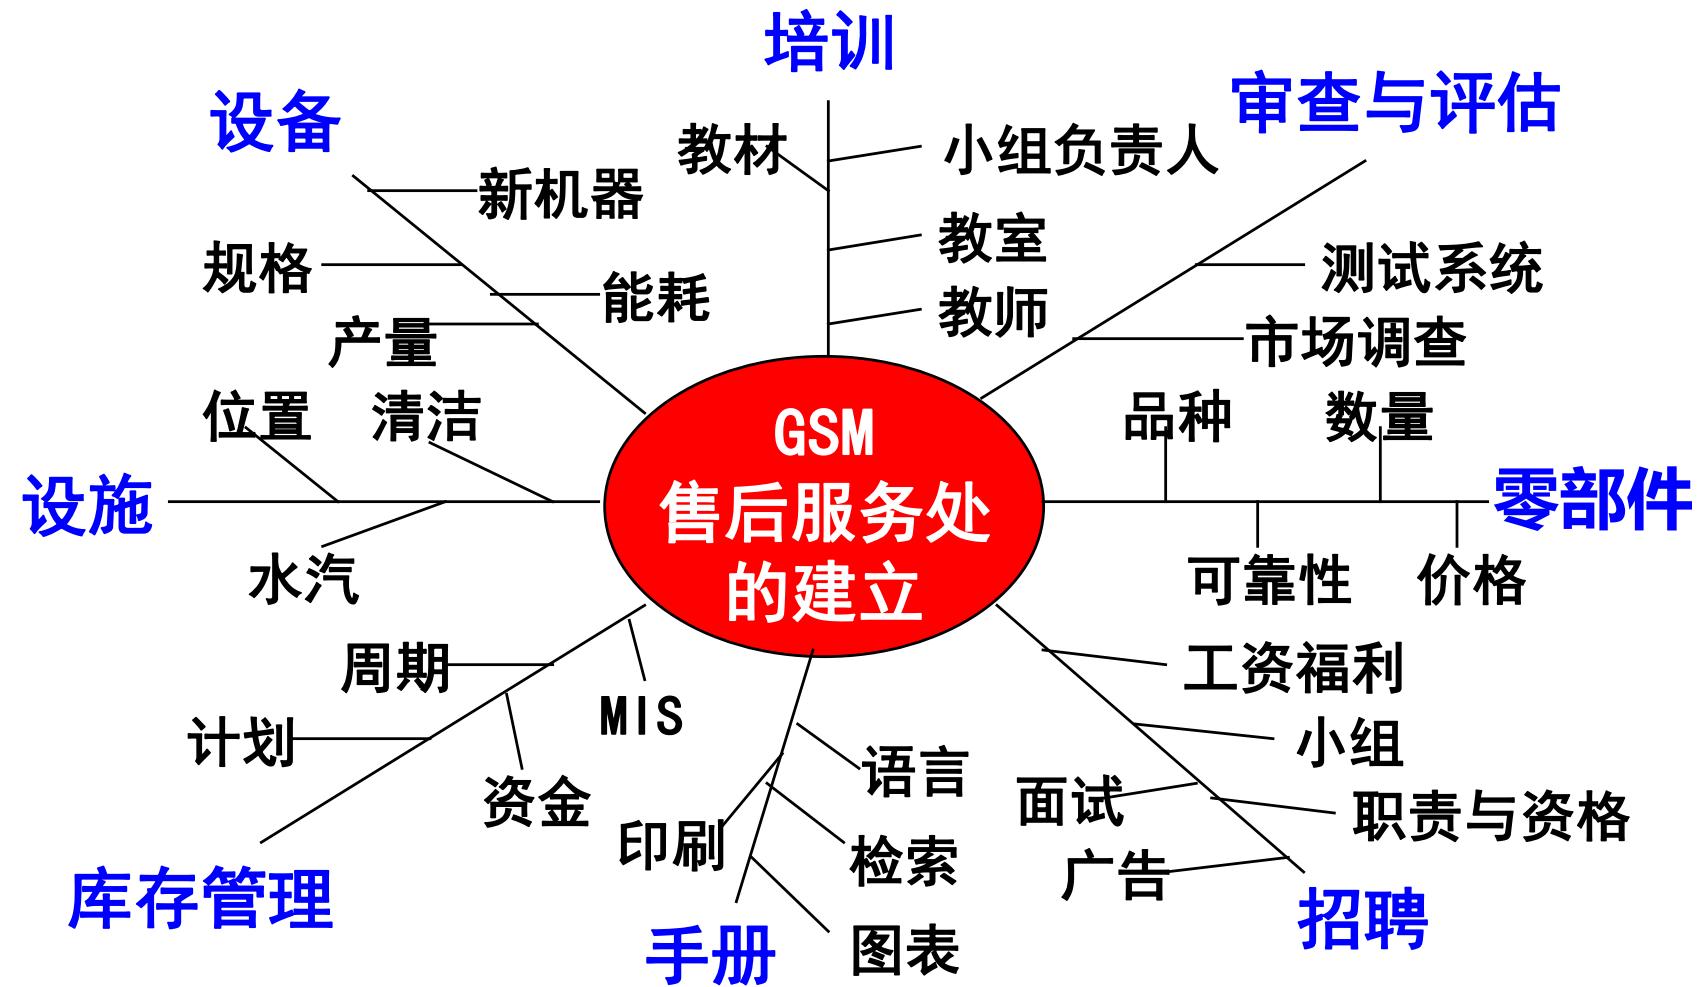 培训
审查与评估
设备
教材
小组负责人
新机器
教室
规格
测试系统
能耗
教师
产量
市场调查
位置
清洁
品种
数量
GSM
售后服务处
的建立
设施
零部件
水汽
可靠性
价格
周期
工资福利
MIS
计划
小组
语言
资金
面试
职责与资格
印刷
检索
广告
库存管理
招聘
手册
图表